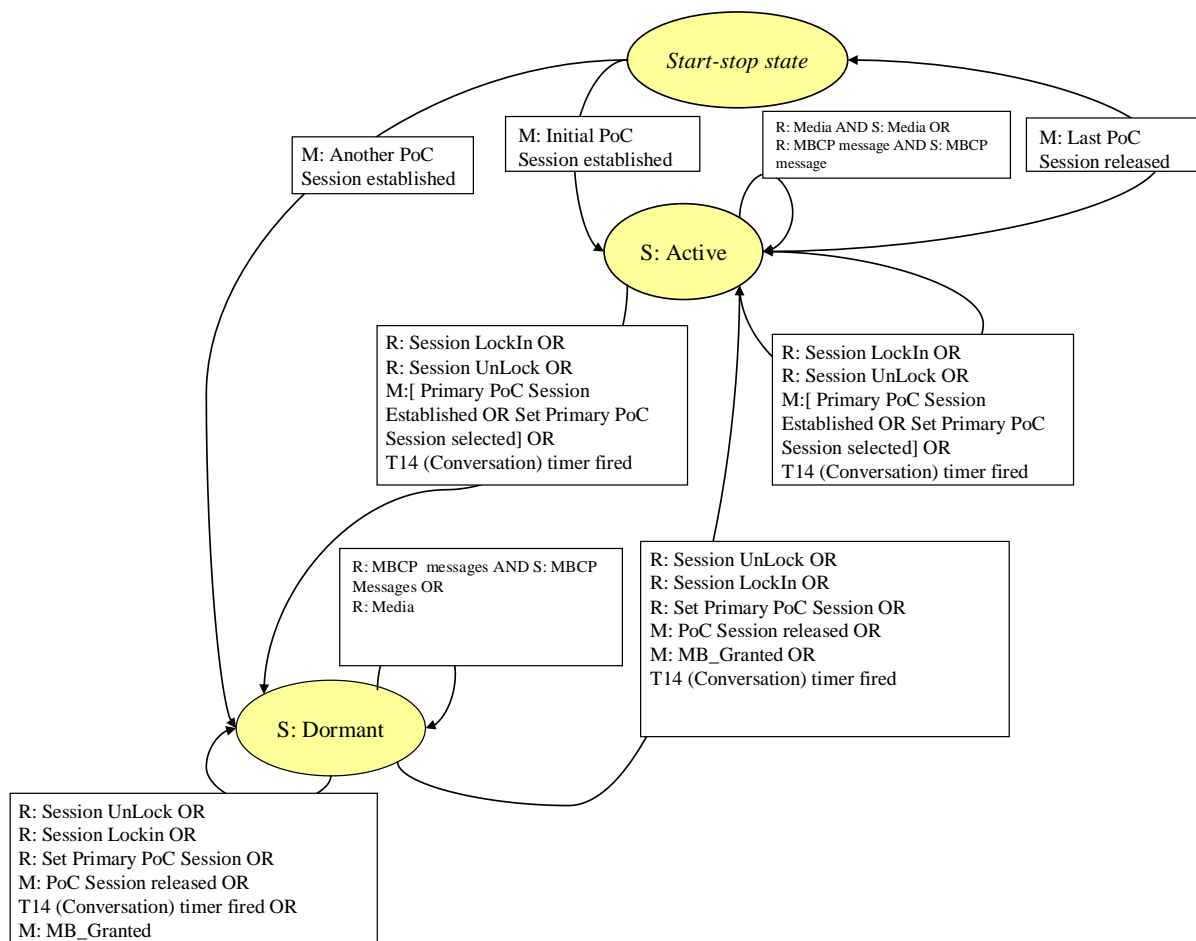 Start-stop state
M: Another PoC
Session established
M: Initial PoC
Session established
R: Media AND S: Media OR
R: MBCP message AND S: MBCP
message
M: Last PoC
Session released
S: Active
R: Session LockIn OR
R: Session UnLock OR
M:[ Primary PoC Session
Established OR Set Primary PoC
Session selected] OR
T14 (Conversation) timer fired
R: Session LockIn OR
R: Session UnLock OR
M:[ Primary PoC Session
Established OR Set Primary PoC
Session selected] OR
T14 (Conversation) timer fired
R: MBCP  messages AND S: MBCP
Messages OR
R: Media
R: Session UnLock OR
R: Session LockIn OR
R: Set Primary PoC Session OR
M: PoC Session released OR
M: MB_Granted OR
T14 (Conversation) timer fired
S: Dormant
R: Session UnLock OR
R: Session Lockin OR
R: Set Primary PoC Session OR
M: PoC Session released OR
T14 (Conversation) timer fired OR
M: MB_Granted